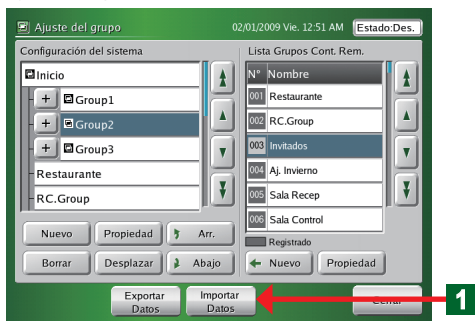 Ajuste del grupo 02/01/2009 Vie. 12:51 AM Estado:Des.
Configuración del sistema
Inicio
+ Group1
+ Group2
+ Group3
Restaurante
RC.Group
Nuevo Propiedad Arr.
Borrar Desplazar Abajo
Lista Grupos Cont. Rem.
N° Nombre
001 Restaurante
002 RC.Group
003 Invitados
004 Aj. Invierno
005 Sala Recep
006 Sala Control
Registrado
Nuevo Propiedad
Exportar Datos
Importar Datos
Cerrar
1